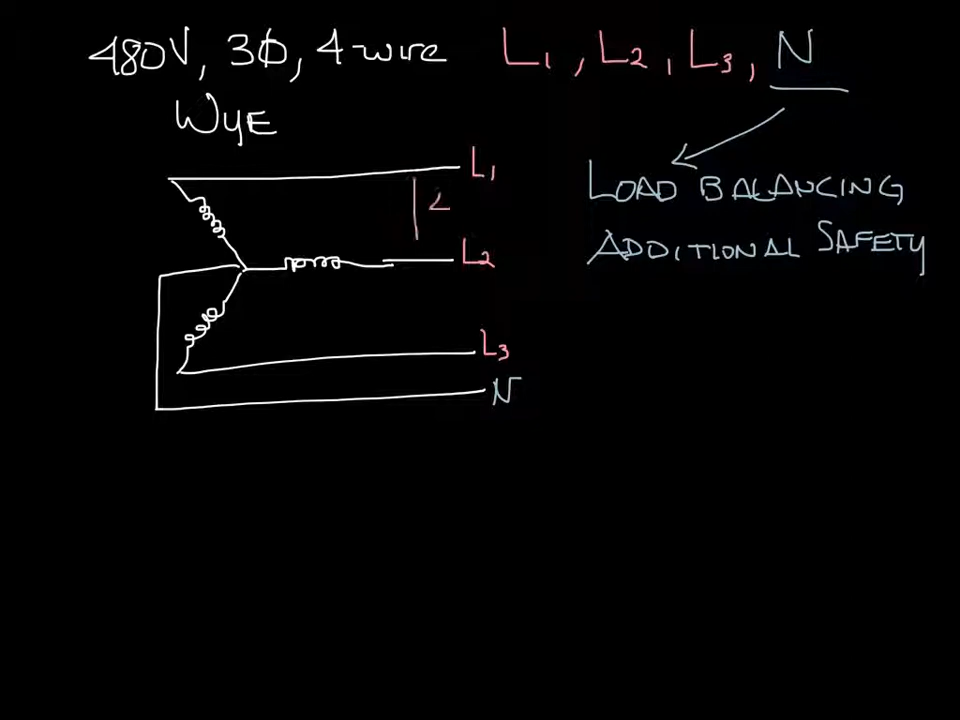 480V, 3Φ, 4 wire L1, L2, L3, N
WYE
L1
LOAD BALANCING
ADDITIONAL SAFETY
L2
L3
N